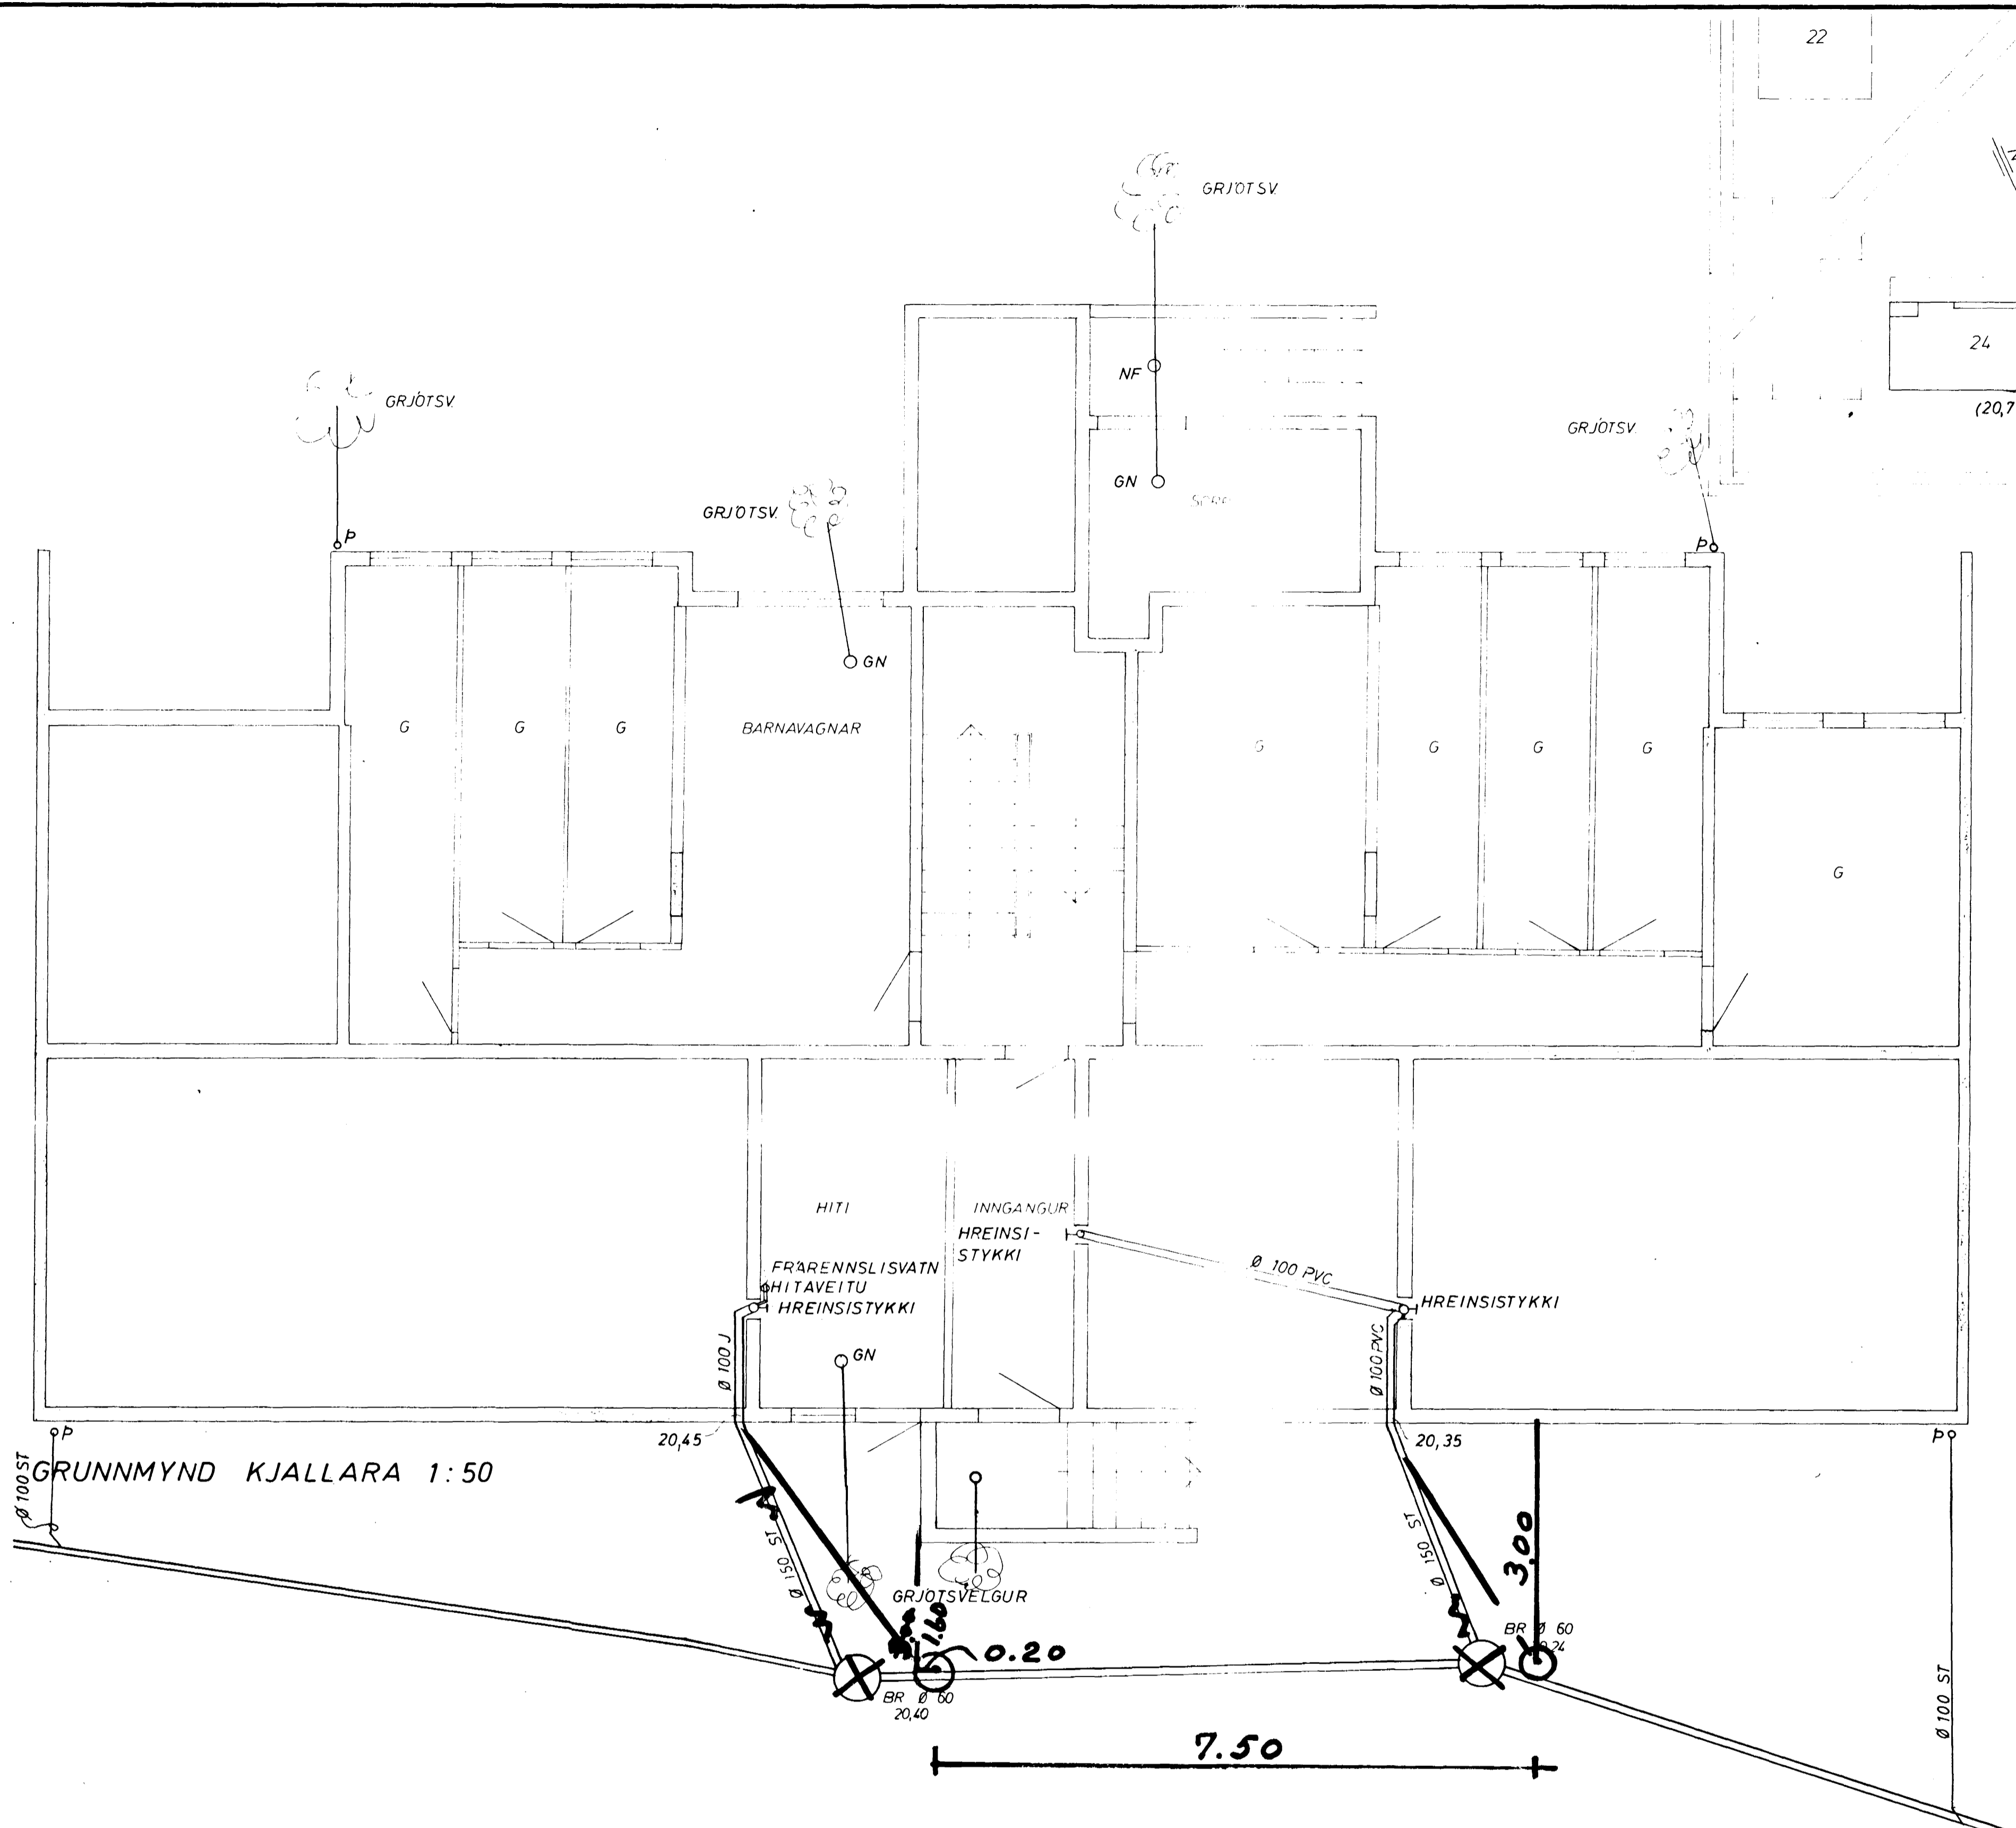 22
GRJÓTSV.
NF
24
GRJÓTSV.
(20,7
GRJÓTSV.
GN
GRJÓTSV.
P
P
GN
G
G
G
BARNAVAGNAR
G
G
G
G
G
HITI
INNGANGUR
HREINSI-
STYKKI
Ø 100 PVC
FRÁRENNSLISVATN
HITAVEITU
HREINSISTYKKI
HREINSISTYKKI
Ø 100 J
GN
Ø 100 PVC
20,45
20,35
P
P
GRUNNMYND KJALLARA 1:50
Ø 100 ST
Ø 150 ST
Ø 150 ST
3.00
GRJÓTSVELGUR
1.60
0.20
BR Ø 60
BR Ø 60
20,40
Ø 100 ST
7.50